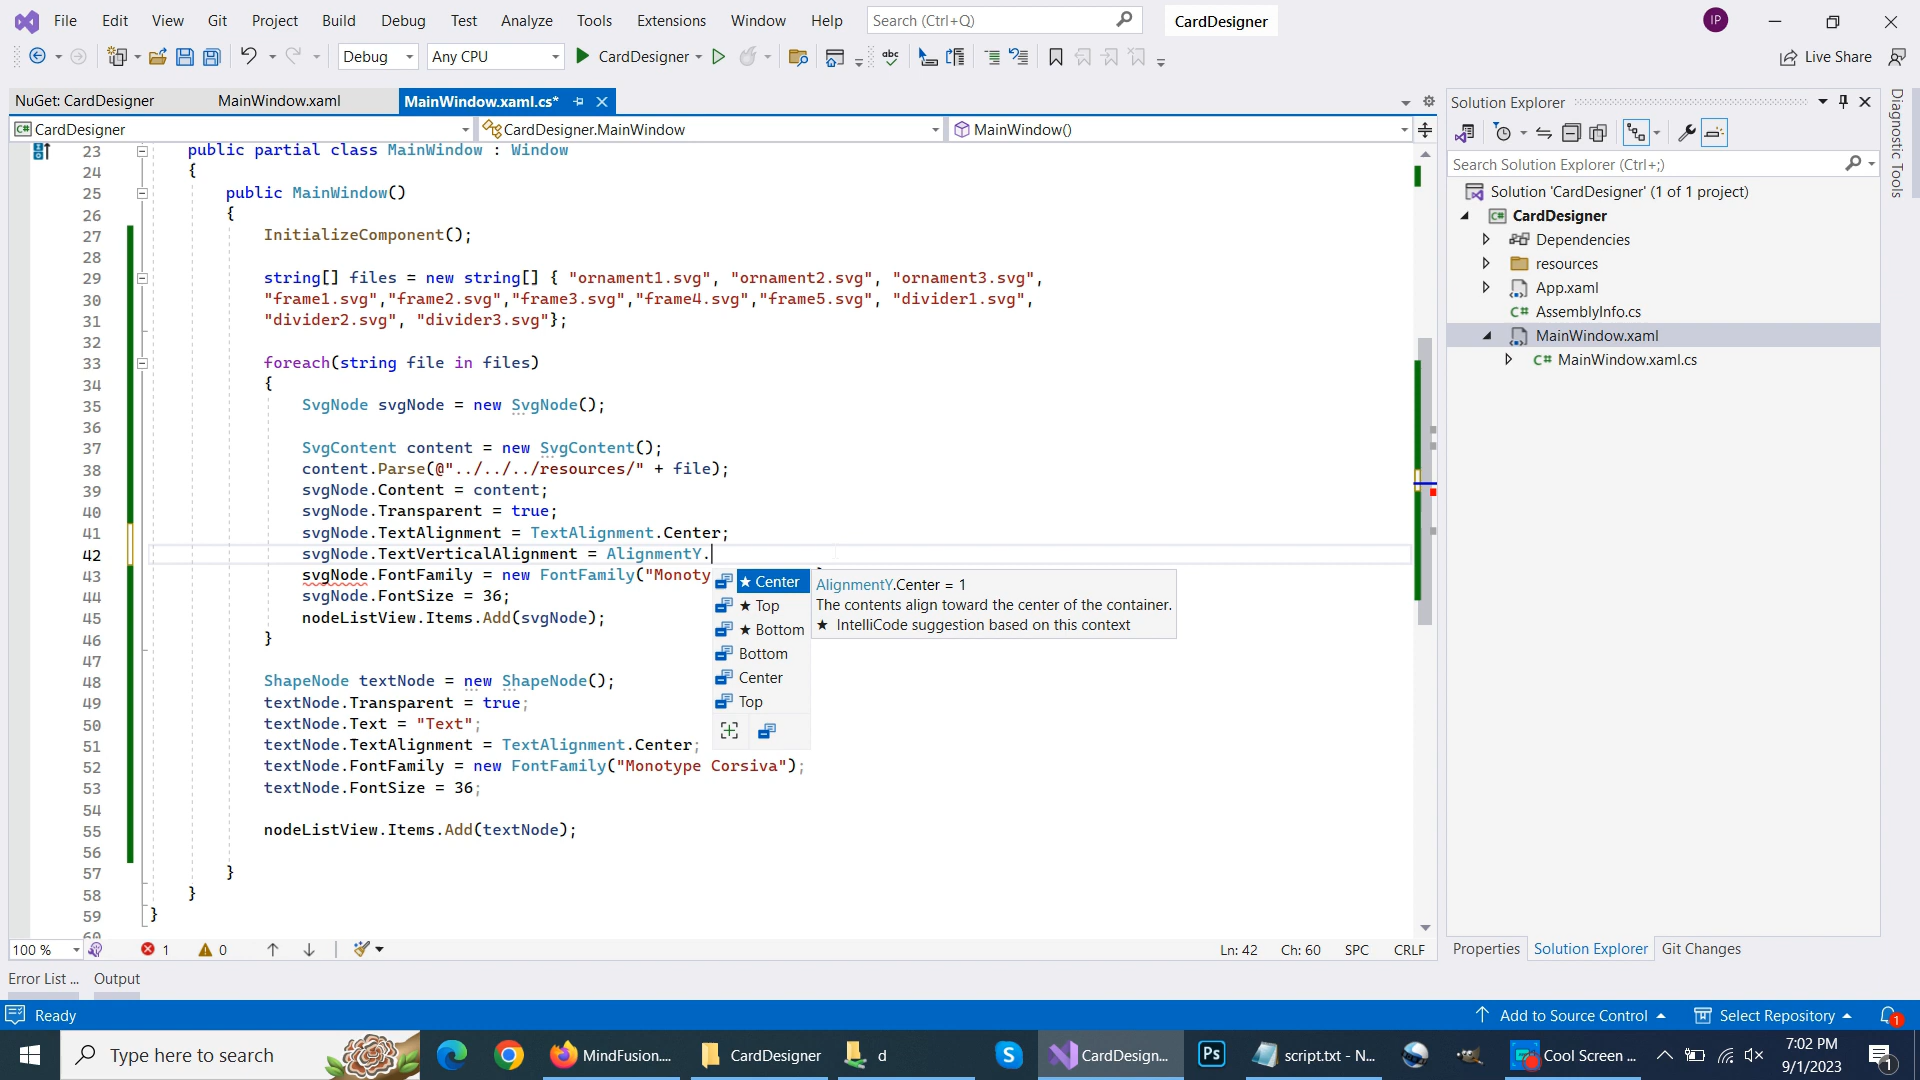 File Edit View Git Project Build Debug Test Analyze Tools Extensions Window Help Search (Ctrl+Q) CardDesigner IP
Debug Any CPU CardDesigner Live Share
NuGet: CardDesigner MainWindow.xaml MainWindow.xaml.cs*
CardDesigner CardDesigner.MainWindow MainWindow()
23 public partial class MainWindow : Window
24 {
25 public MainWindow()
26 {
27 InitializeComponent();
28
29 string[] files = new string[] { "ornament1.svg", "ornament2.svg", "ornament3.svg",
30 "frame1.svg","frame2.svg","frame3.svg","frame4.svg","frame5.svg", "divider1.svg",
31 "divider2.svg", "divider3.svg"};
32
33 foreach(string file in files)
34 {
35 SvgNode svgNode = new SvgNode();
36
37 SvgContent content = new SvgContent();
38 content.Parse(@"../../../resources/" + file);
39 svgNode.Content = content;
40 svgNode.Transparent = true;
41 svgNode.TextAlignment = TextAlignment.Center;
42 svgNode.TextVerticalAlignment = AlignmentY.
43 svgNode.FontFamily = new FontFamily("Monoty
44 svgNode.FontSize = 36;
45 nodeListView.Items.Add(svgNode);
46 }
47
48 ShapeNode textNode = new ShapeNode();
49 textNode.Transparent = true;
50 textNode.Text = "Text";
51 textNode.TextAlignment = TextAlignment.Center;
52 textNode.FontFamily = new FontFamily("Monotype Corsiva");
53 textNode.FontSize = 36;
54
55 nodeListView.Items.Add(textNode);
56
57 }
58 }
59 }
★ Center
★ Top
★ Bottom
Bottom
Center
Top
AlignmentY.Center = 1
The contents align toward the center of the container.
★ IntelliCode suggestion based on this context
100 % 1 0 Ln: 42 Ch: 60 SPC CRLF
Error List ... Output
Solution Explorer
Search Solution Explorer (Ctrl+;)
Solution 'CardDesigner' (1 of 1 project)
CardDesigner
Dependencies
resources
App.xaml
C# AssemblyInfo.cs
MainWindow.xaml
C# MainWindow.xaml.cs
Properties Solution Explorer Git Changes
Diagnostic Tools
Ready Add to Source Control Select Repository 1
Type here to search MindFusion.... CardDesigner d CardDesign... Ps script.txt - N... Cool Screen ... 7:02 PM
9/1/2023 1